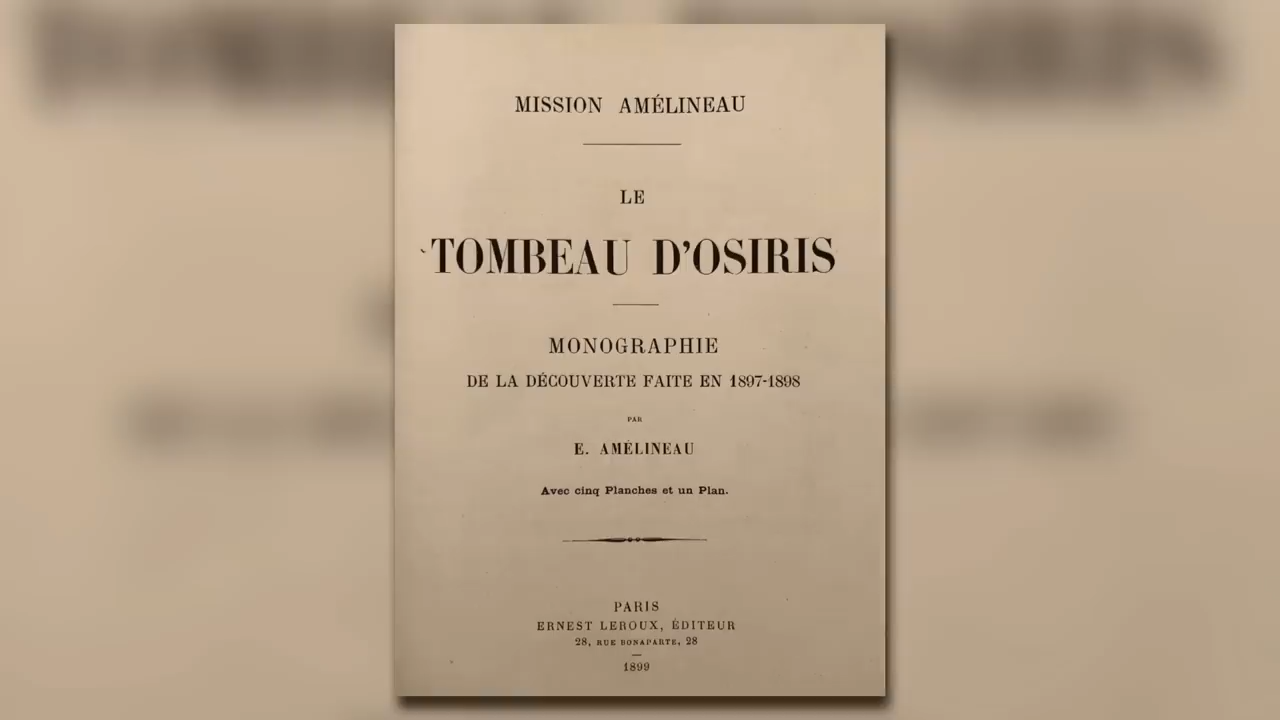 MISSION AMÉLINEAU
LE
TOMBEAU D'OSIRIS
MONOGRAPHIE
DE LA DÉCOUVERTE FAITE EN 1897-1898
PAR
E. AMÉLINEAU
Avec cinq Planches et un Plan.
PARIS
ERNEST LEROUX, ÉDITEUR
28, RUE BONAPARTE, 28
1899